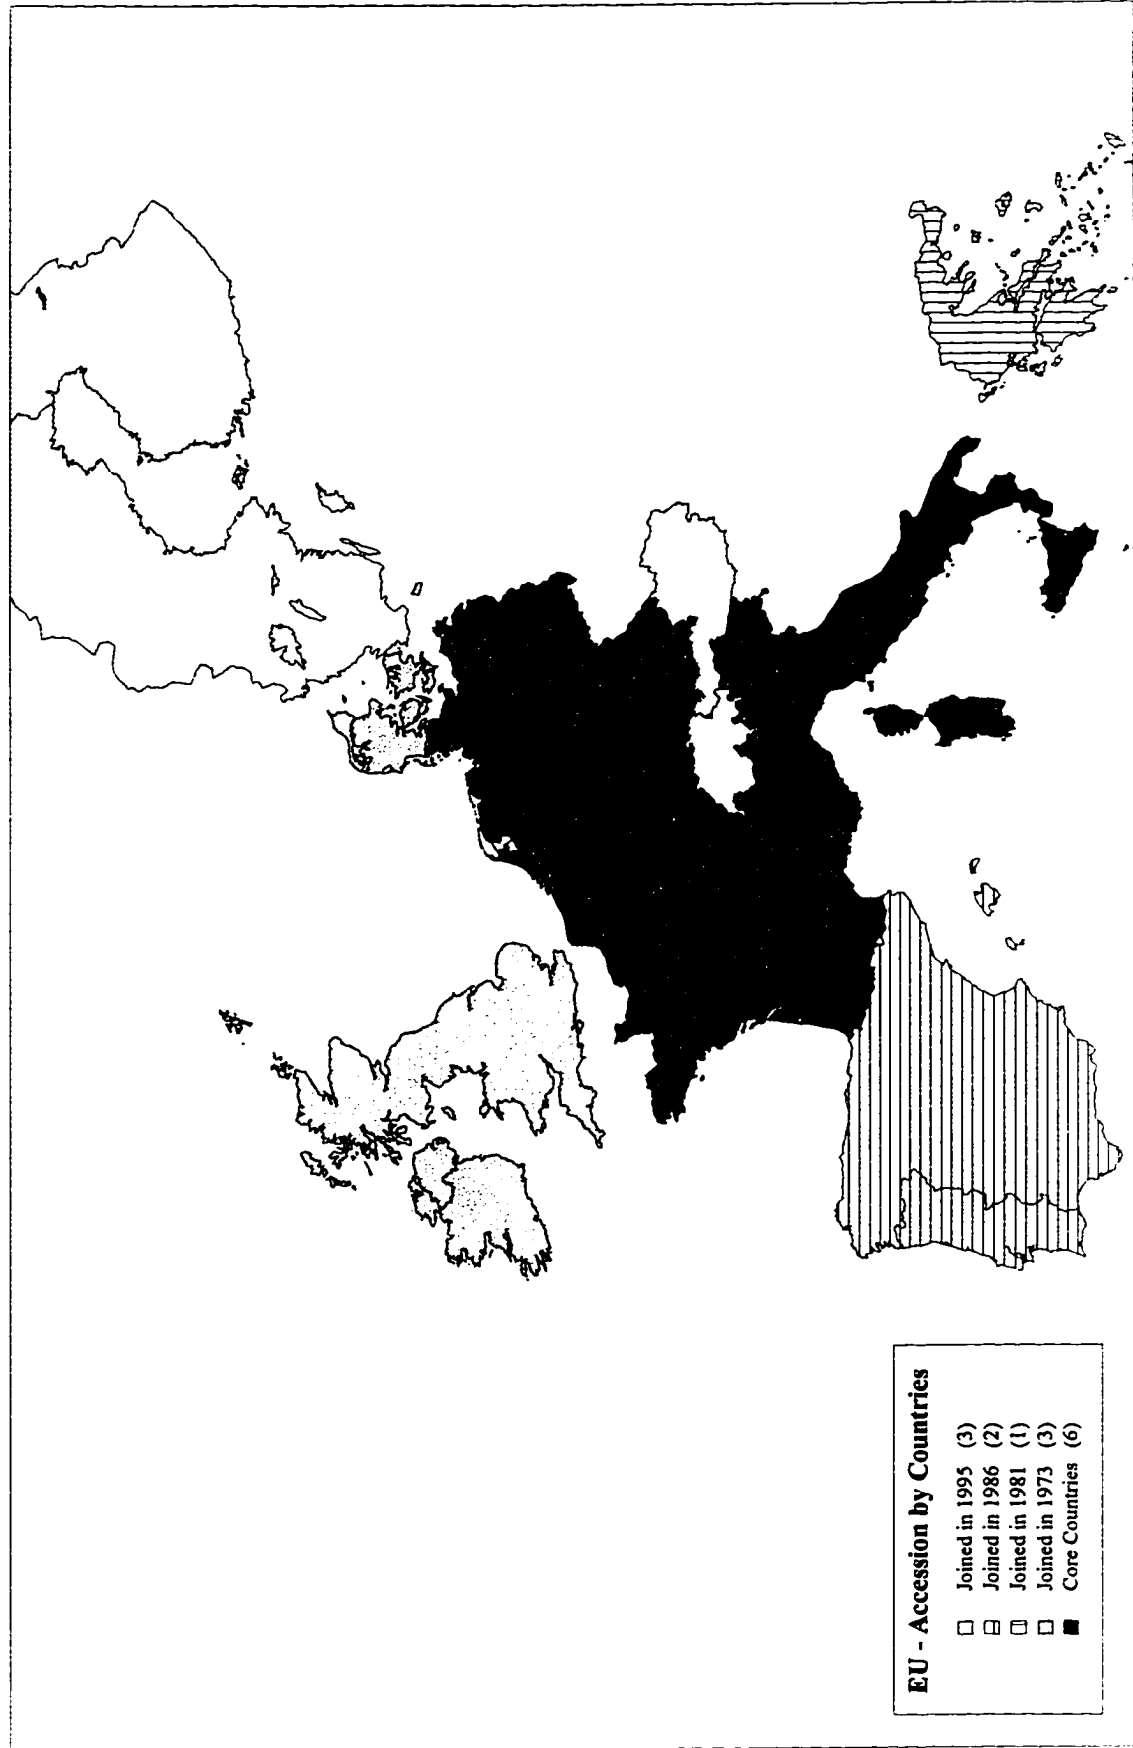 EU - Accession by Countries
Joined in 1995 (3)
Joined in 1986 (2)
Joined in 1981 (1)
Joined in 1973 (3)
Core Countries (6)